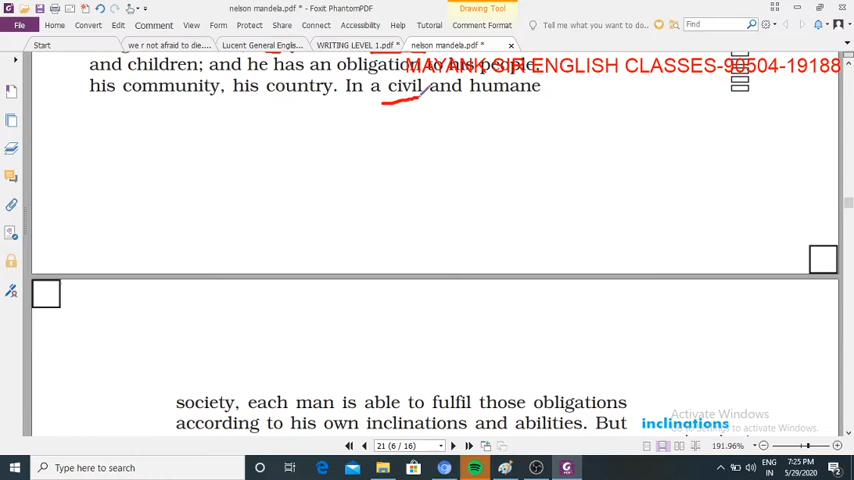 nelson mandela.pdf * - Foxit PhantomPDF
Drawing Tool
File Home Convert Edit Comment View Form Protect Share Connect Accessibility Help Tutorial Comment Format
Tell me what you want to do...
Find
Start we r not afraid to die.... Lucent General Englis... WRITING LEVEL 1.pdf * nelson mandela.pdf *
and children; and he has an obligation to his people,
MAYANK SIR ENGLISH CLASSES-90504-19188
his community, his country. In a civil and humane
society, each man is able to fulfil those obligations
according to his own inclinations and abilities. But
inclinations
Activate Windows
Go to Settings to activate Windows.
21 (6 / 16)
191.96%
Type here to search
ENG
IN
7:25 PM
5/29/2020
2